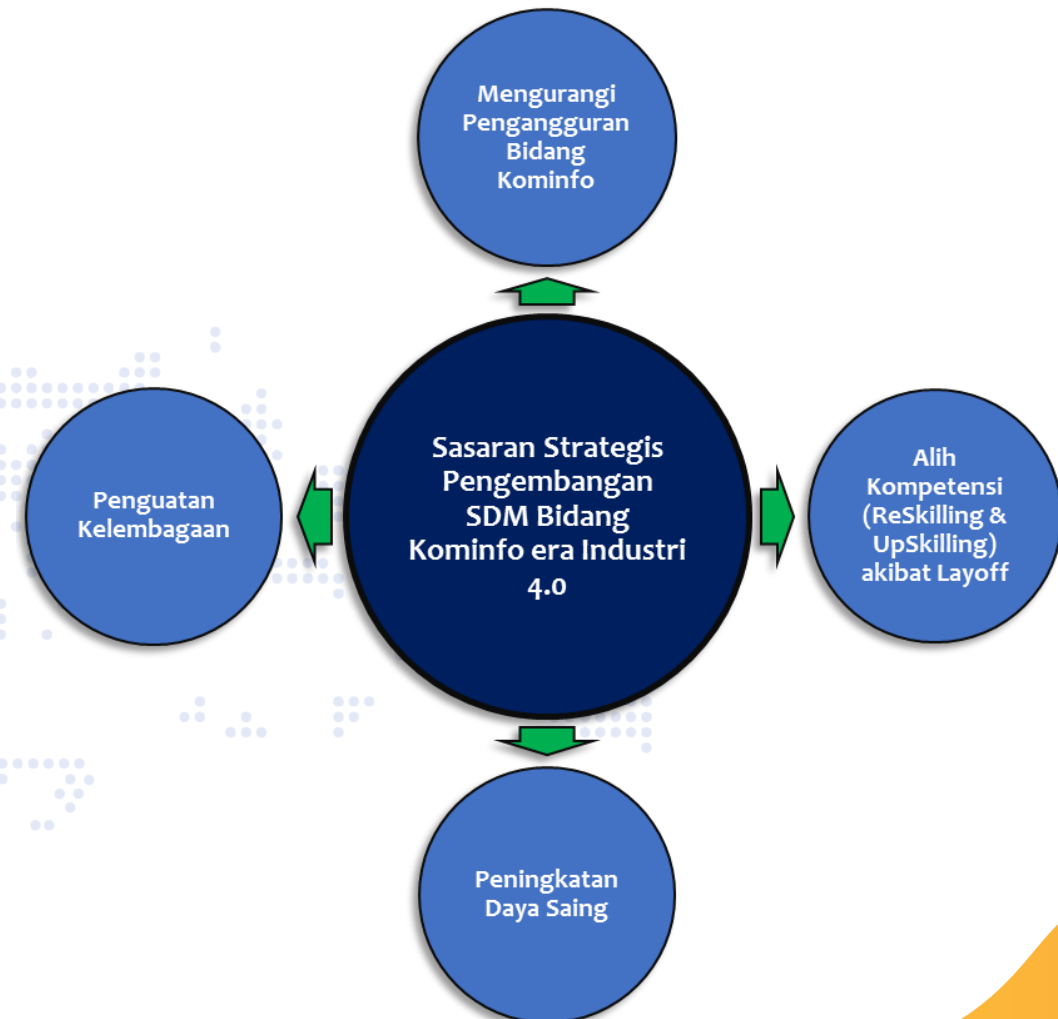 Mengurangi
Pengangguran
Bidang
Kominfo
Sasaran Strategis
Pengembangan
SDM Bidang
Kominfo era Industri
4.0
Penguatan
Kelembagaan
Alih
Kompetensi
(ReSkilling &
UpSkilling)
akibat Layoff
Peningkatan
Daya Saing